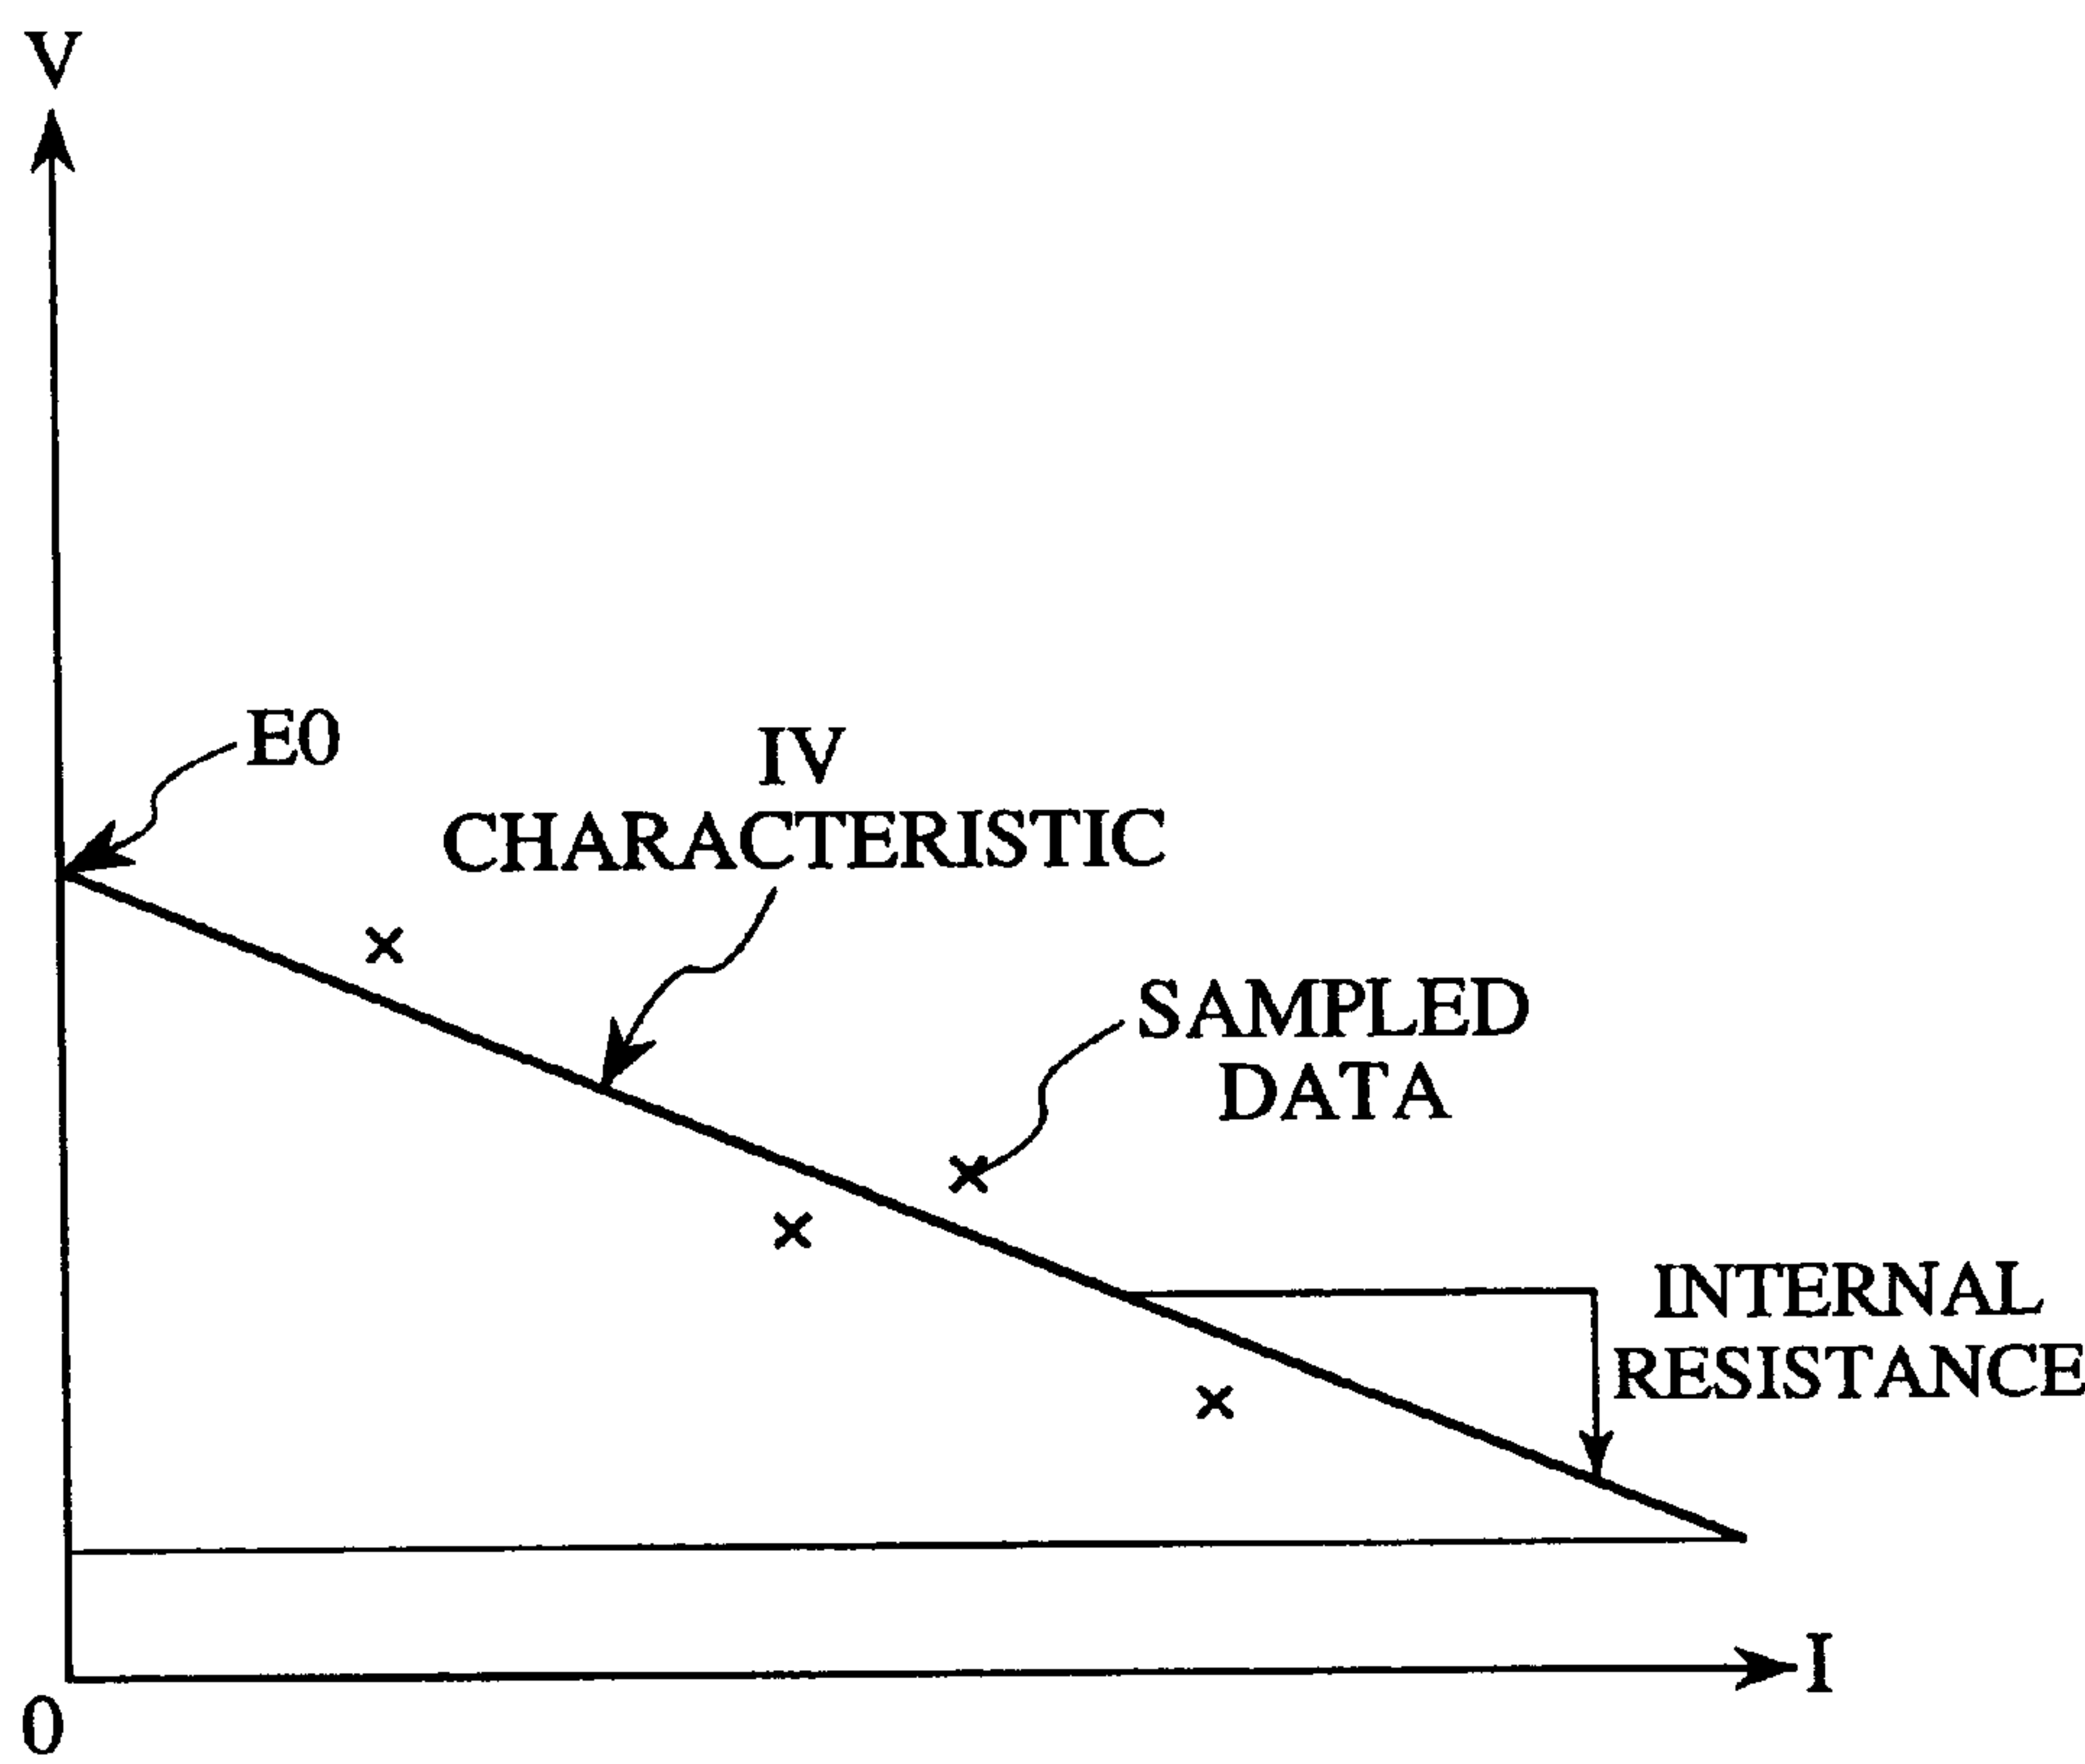 V
E0
IV
CHARACTERISTIC
SAMPLED
DATA
INTERNAL
RESISTANCE
I
0